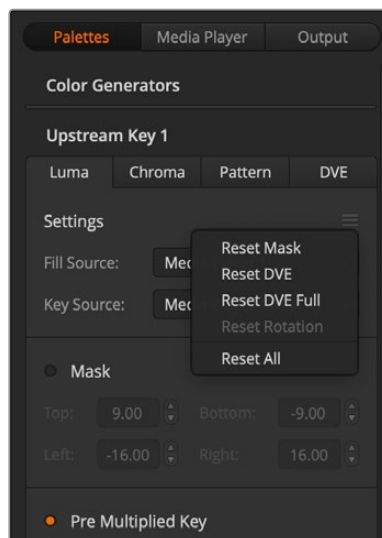 Palettes Media Player Output
Color Generators
Upstream Key 1
Luma Chroma Pattern DVE
Settings
Reset Mask
Reset DVE
Reset DVE Full
Reset Rotation
Reset All
Fill Source:
Key Source:
Mask
Top: 9.00 Bottom: -9.00
Left: -16.00 Right: 16.00
Pre Multiplied Key